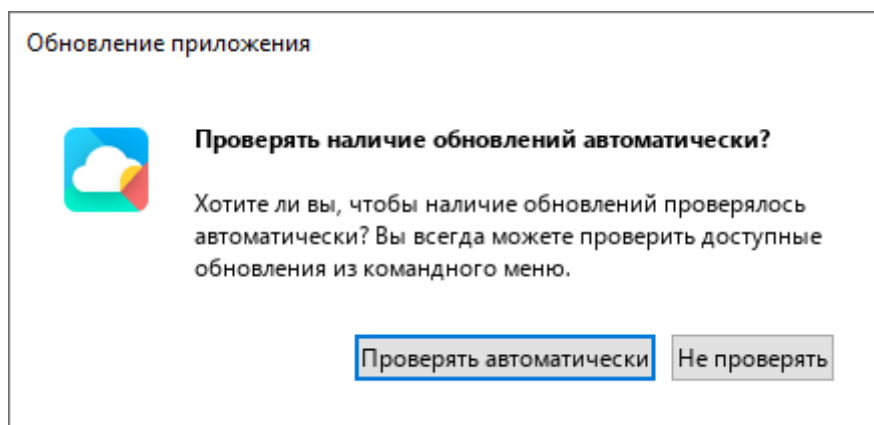 Обновление приложения
Проверять наличие обновлений автоматически?
Хотите ли вы, чтобы наличие обновлений проверялось
автоматически? Вы всегда можете проверить доступные
обновления из командного меню.
Проверять автоматически Не проверять